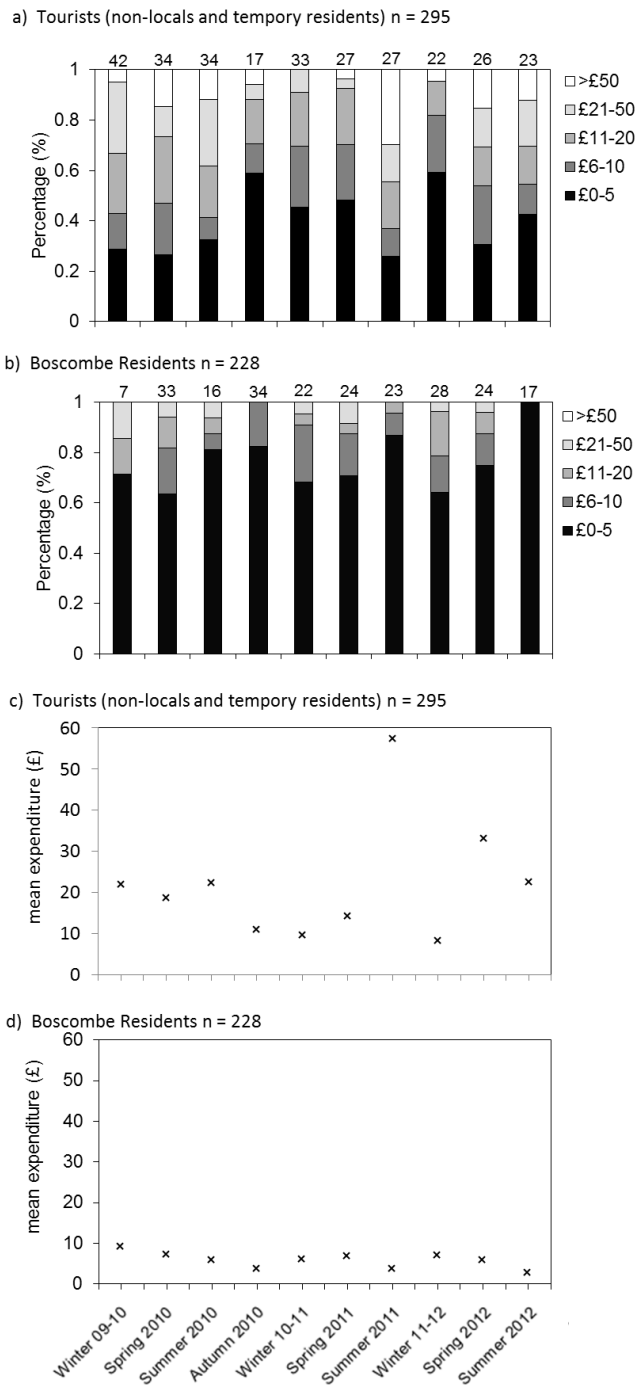 a) Tourists (non-locals and tempory residents) n = 295
42 34 34 17 33 27 27 22 26 23
1
0.8
0.6
0.4
0.2
0
Percentage (%)
>£50
£21-50
£11-20
£6-10
£0-5
b) Boscombe Residents n = 228
7 33 16 34 22 24 23 28 24 17
1
0.8
0.6
0.4
0.2
0
Percentage (%)
>£50
£21-50
£11-20
£6-10
£0-5
c) Tourists (non-locals and tempory residents) n = 295
60
50
40
30
20
10
0
mean expenditure (£)
d) Boscombe Residents n = 228
60
50
40
30
20
10
0
mean expenditure (£)
Winter 09-10
Spring 2010
Summer 2010
Autumn 2010
Winter 10-11
Spring 2011
Summer 2011
Winter 11-12
Spring 2012
Summer 2012